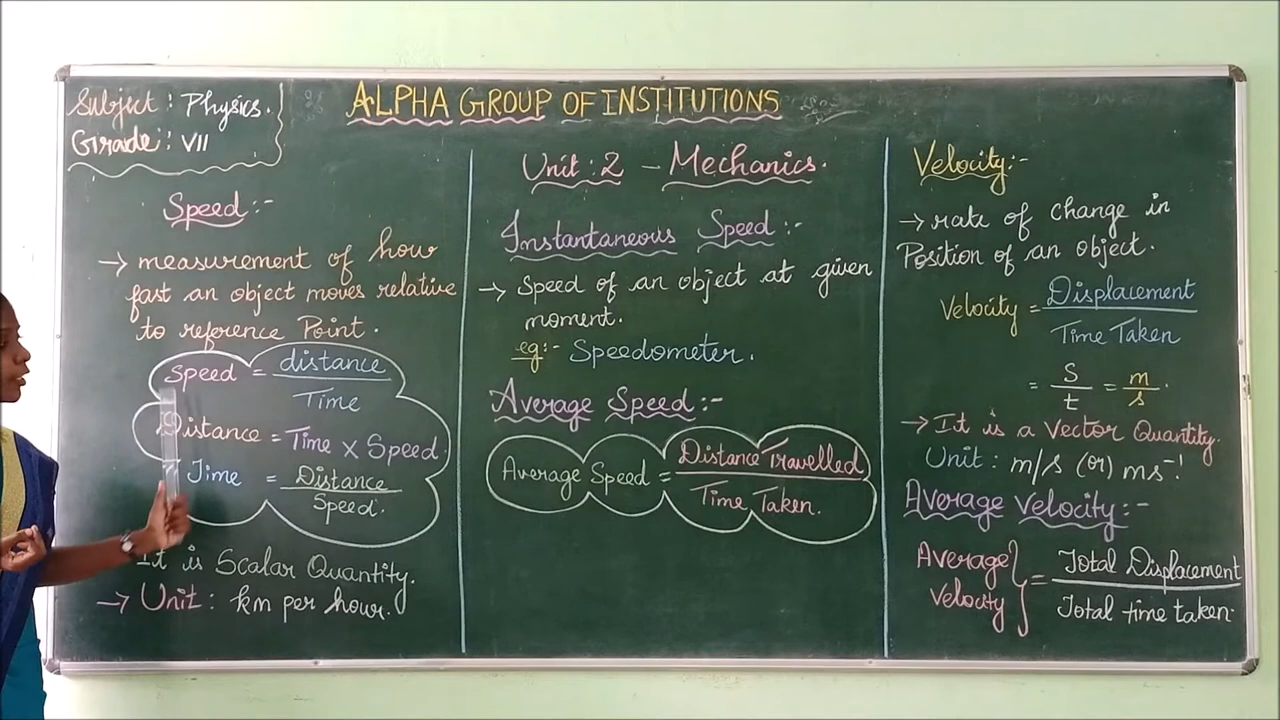 Subject : Physics.
Grade : VII
ALPHA GROUP OF INSTITUTIONS
Speed :-
→ measurement of how
fast an object moves relative
to reference Point.
Speed = distance / Time
Distance = Time x Speed.
Time = Distance / Speed.
It is Scalar Quantity.
→ Unit : km per hour.
Unit : 2 - Mechanics.
Instantaneous Speed :-
→ Speed of an object at given
moment.
eg:- Speedometer.
Average Speed :-
Average Speed = Distance Travelled / Time Taken.
Velocity:-
→ rate of change in
Position of an object.
Velocity = Displacement / Time Taken
= S / t = m / s.
→ It is a Vector Quantity.
Unit : m/s (or) ms⁻¹
Average Velocity:-
Average Velocity } = Total Displacement / Total time taken.